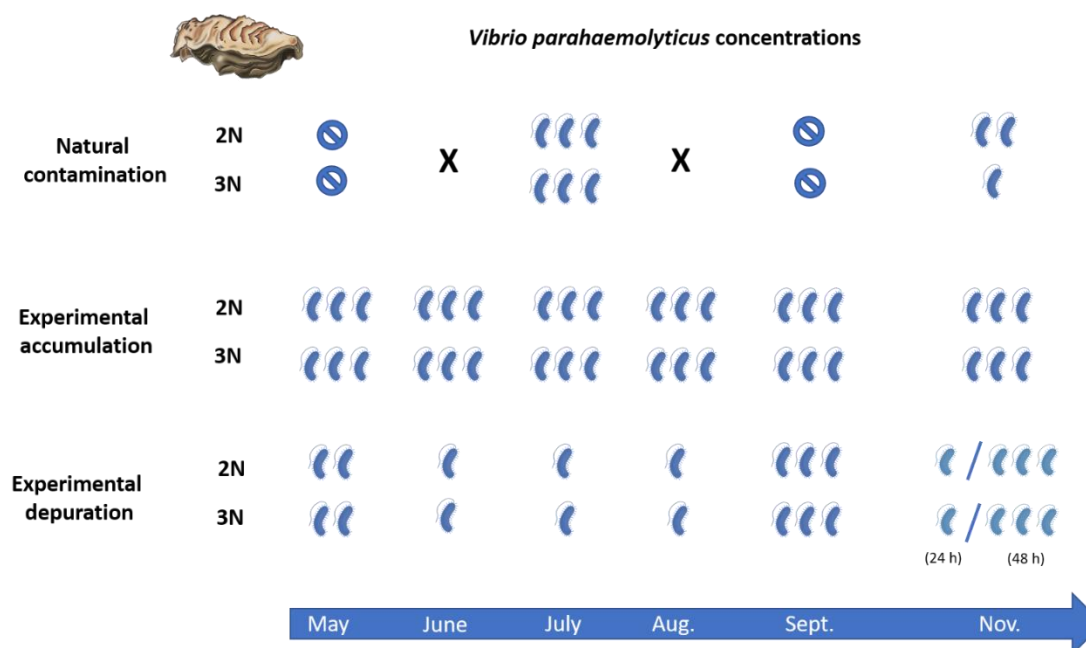 Vibrio parahaemolyticus concentrations
Natural
contamination
2N
3N
X
X
Experimental
accumulation
2N
3N
Experimental
depuration
2N
3N
(24 h)
(48 h)
May
June
July
Aug.
Sept.
Nov.